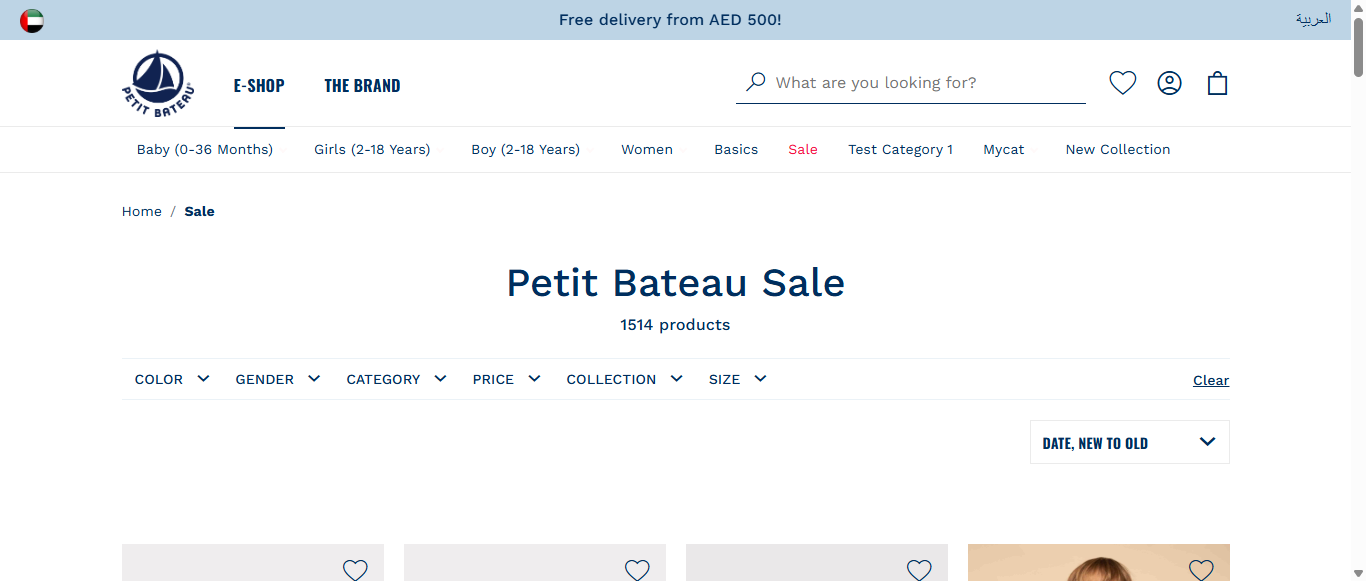 Free delivery from AED 500!
العربية
PETIT BATEAU
E-SHOP
THE BRAND
What are you looking for?
Baby (0-36 Months)
Girls (2-18 Years)
Boy (2-18 Years)
Women
Basics
Sale
Test Category 1
Mycat
New Collection
Home / Sale
Petit Bateau Sale
1514 products
COLOR
GENDER
CATEGORY
PRICE
COLLECTION
SIZE
Clear
DATE, NEW TO OLD